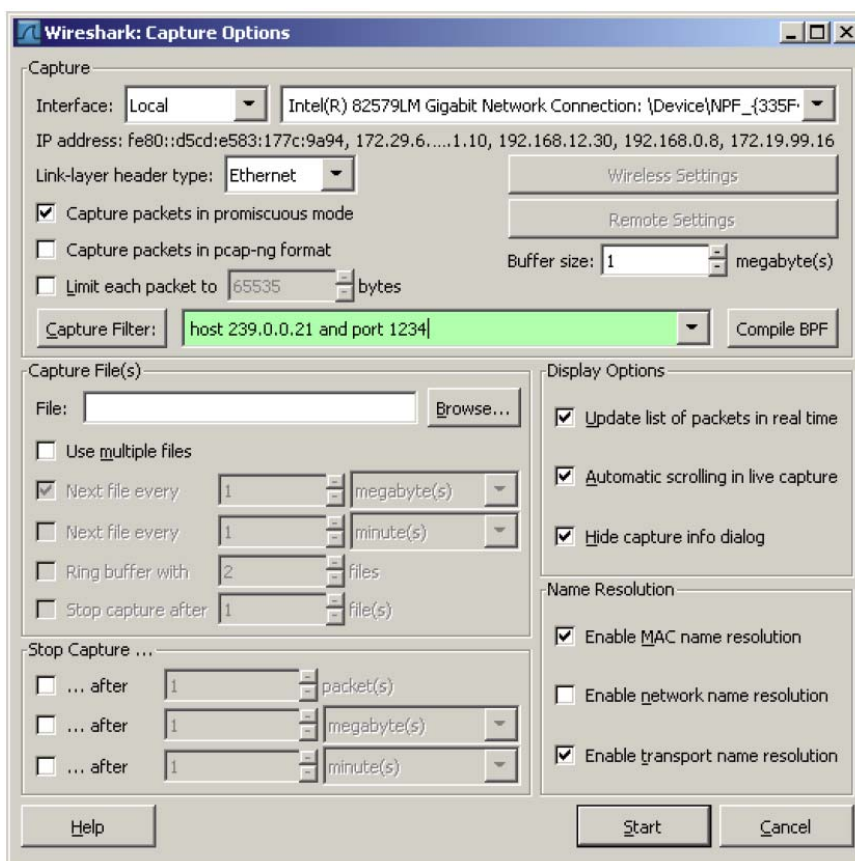 Wireshark: Capture Options
Capture
Interface: Local Intel(R) 82579LM Gigabit Network Connection: \Device\NPF_{335F
IP address: fe80::d5cd:e583:177c:9a94, 172.29.6.....1.10, 192.168.12.30, 192.168.0.8, 172.19.99.16
Link-layer header type: Ethernet Wireless Settings
Capture packets in promiscuous mode Remote Settings
Capture packets in pcap-ng format Buffer size: 1 megabyte(s)
Limit each packet to 65535 bytes
Capture Filter: host 239.0.0.21 and port 1234 Compile BPF
Capture File(s)
File: Browse...
Use multiple files
Next file every 1 megabyte(s)
Next file every 1 minute(s)
Ring buffer with 2 files
Stop capture after 1 file(s)
Stop Capture ...
... after 1 packet(s)
... after 1 megabyte(s)
... after 1 minute(s)
Display Options
Update list of packets in real time
Automatic scrolling in live capture
Hide capture info dialog
Name Resolution
Enable MAC name resolution
Enable network name resolution
Enable transport name resolution
Help Start Cancel